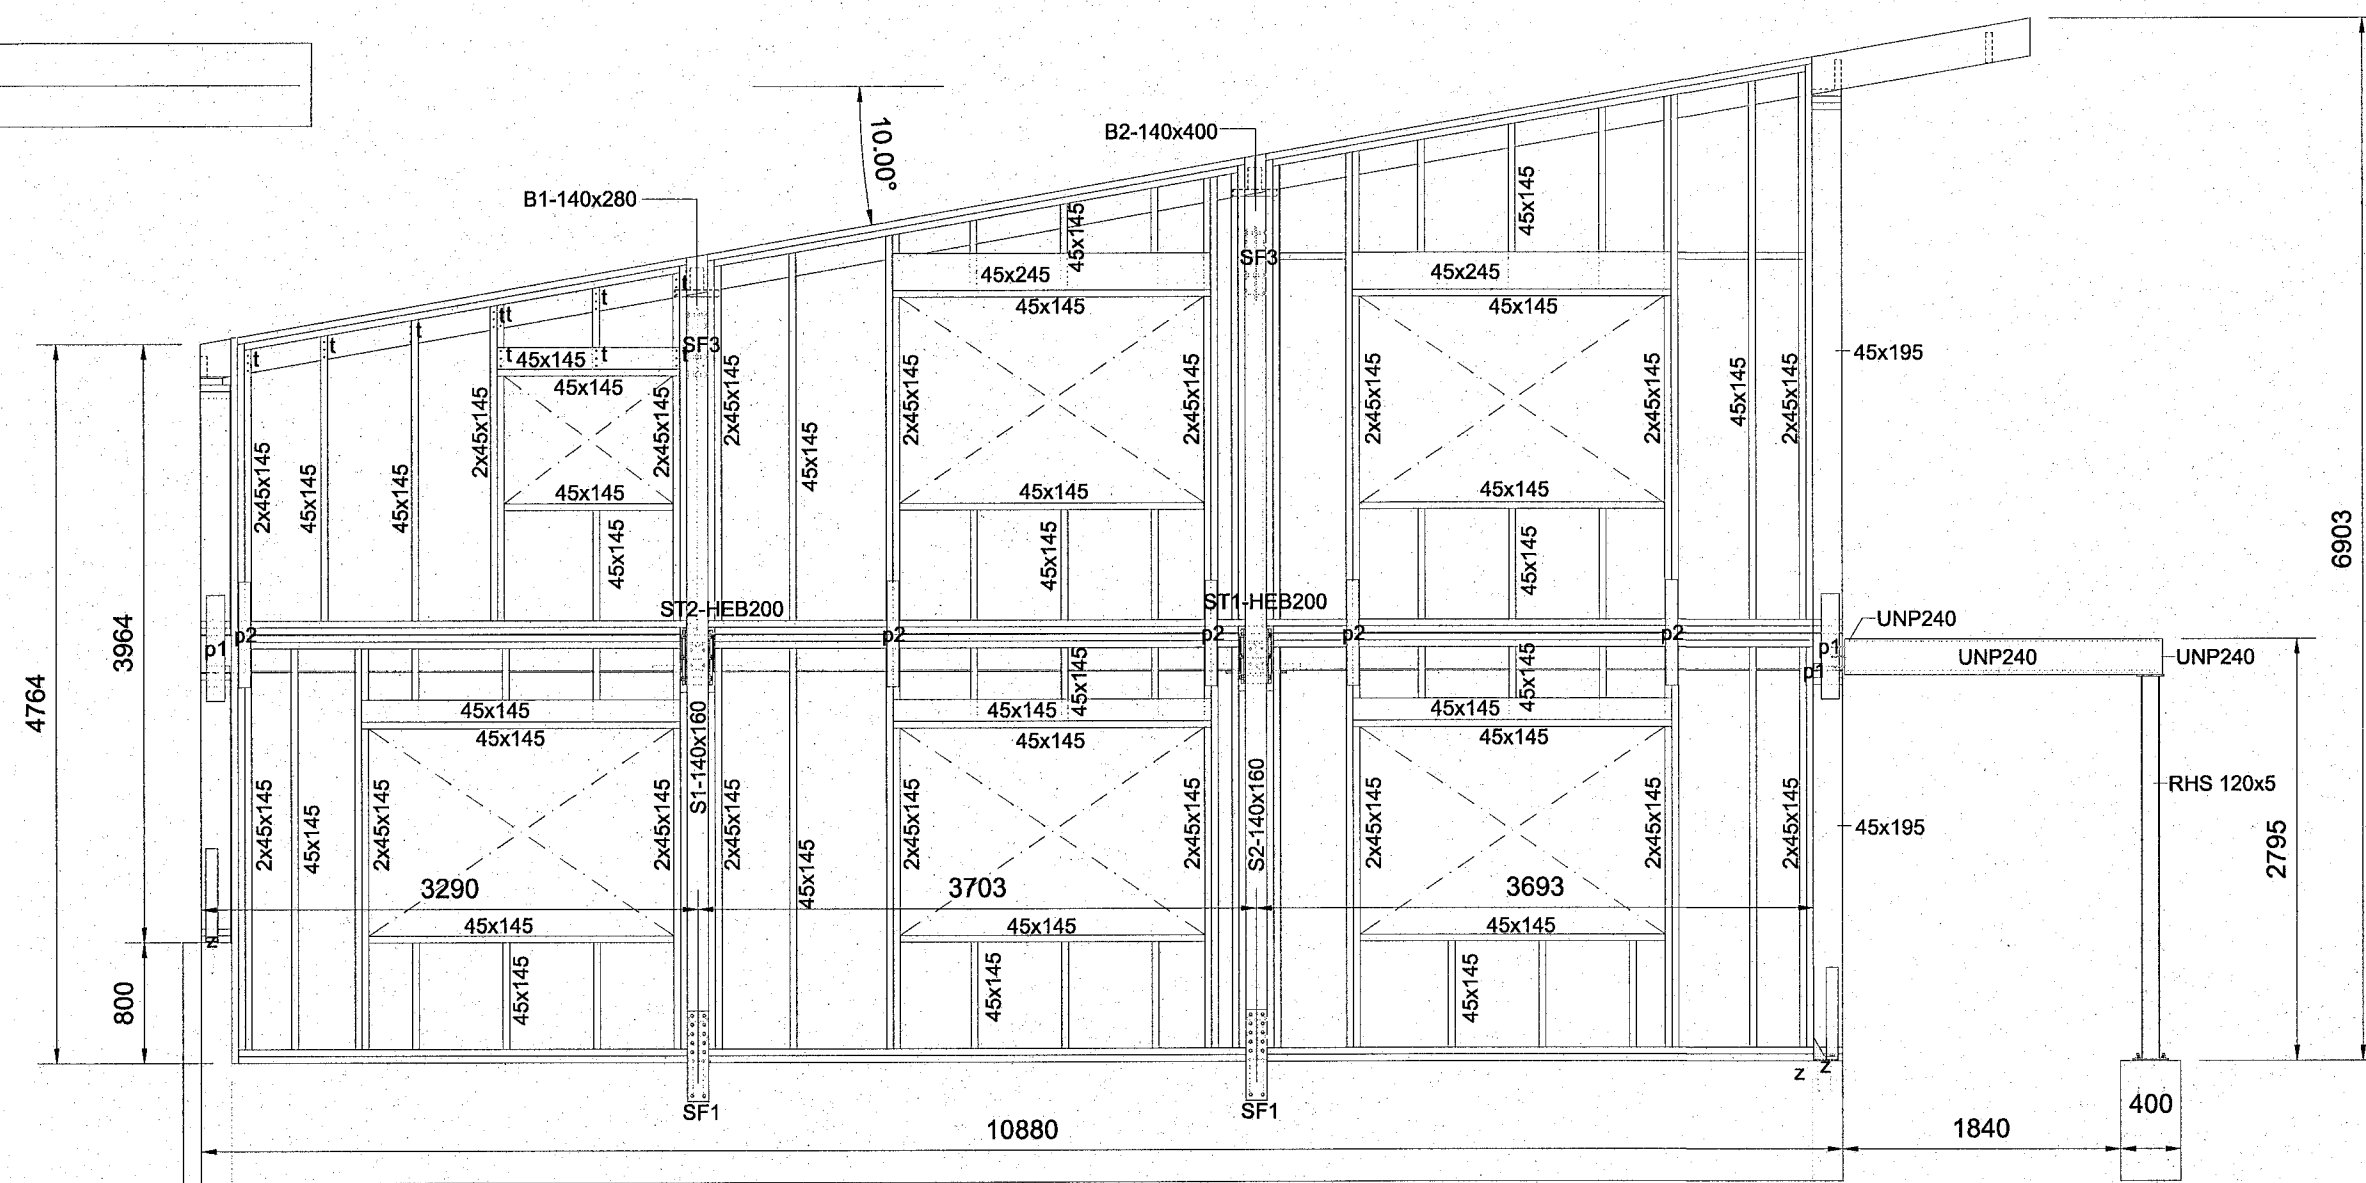 B2-140x400
10.00°
B1-140x280
45x145
45x145
SF3
45x245
45x245
t
t
tt
t
t
t
t
t
t
SF3
45x145
45x145
45x145
45x145
45x195
2x45x145
2x45x145
2x45x145
2x45x145
2x45x145
2x45x145
2x45x145
45x145
2x45x145
2x45x145
45x145
45x145
45x145
45x145
45x145
45x145
45x145
45x145
45x145
6903
ST2-HEB200
ST1-HEB200
UNP240
p1
p2
p2
p2
p2
p2
p1
p1
UNP240
UNP240
3964
4764
45x145
45x145
45x145
45x145
45x145
45x145
45x145
45x145
S1-140x160
S2-140x160
RHS 120x5
45x195
2x45x145
45x145
2x45x145
2x45x145
2x45x145
45x145
2x45x145
2x45x145
2x45x145
2x45x145
2x45x145
2795
3290
3703
3693
45x145
45x145
45x145
z
800
45x145
45x145
45x145
z
z
SF1
SF1
400
10880
1840